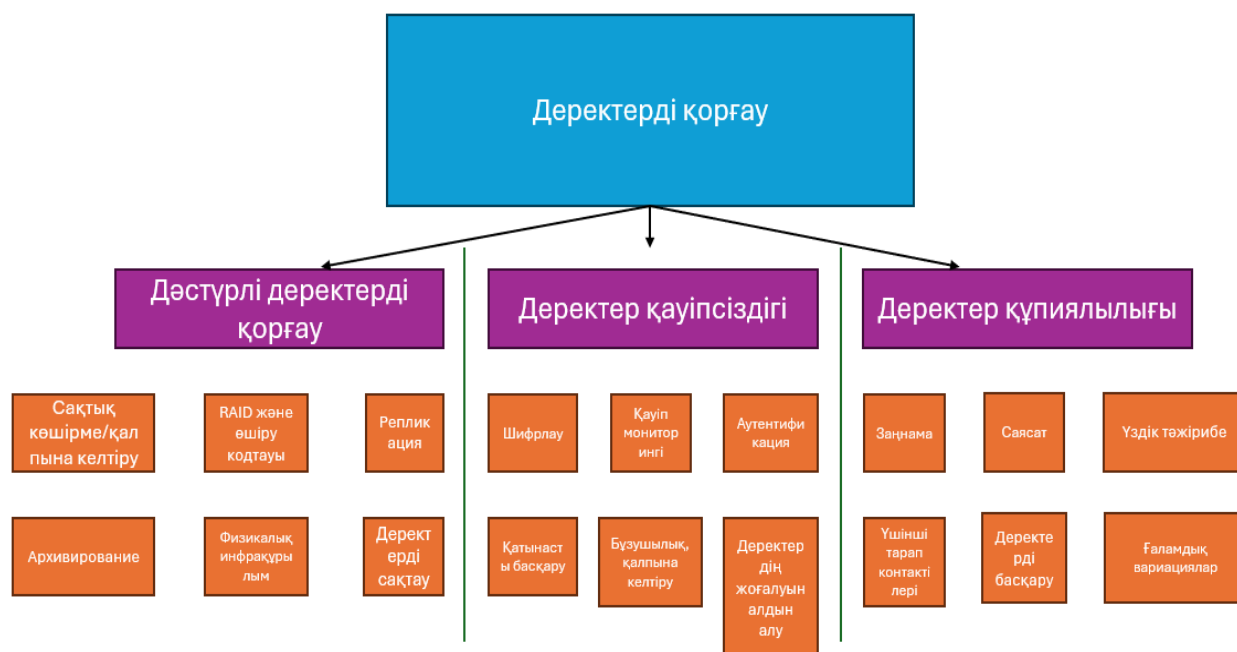 Деректерді қорғау
Дәстүрлі деректерді
қорғау
Деректер қауіпсіздігі
Деректер құпиялылығы
Сақтық
көшірме/қал
пына келтіру
RAID және
өшіру
кодтауы
Реплик
ация
Шифрлау
Қауіп
монитор
ингі
Аутентифи
кация
Заңнама
Саясат
Үздік тәжірибе
Архивирование
Физикалық
инфрақұры
лым
Дерект
ерді
сақтау
Қатынаст
ы басқару
Бұзушылық,
қалпына
келтіру
Деректер
дің
жоғалуын
алдын
алу
Үшінші
тарап
контакті
лері
Деректе
рді
басқару
Ғаламдық
вариациялар